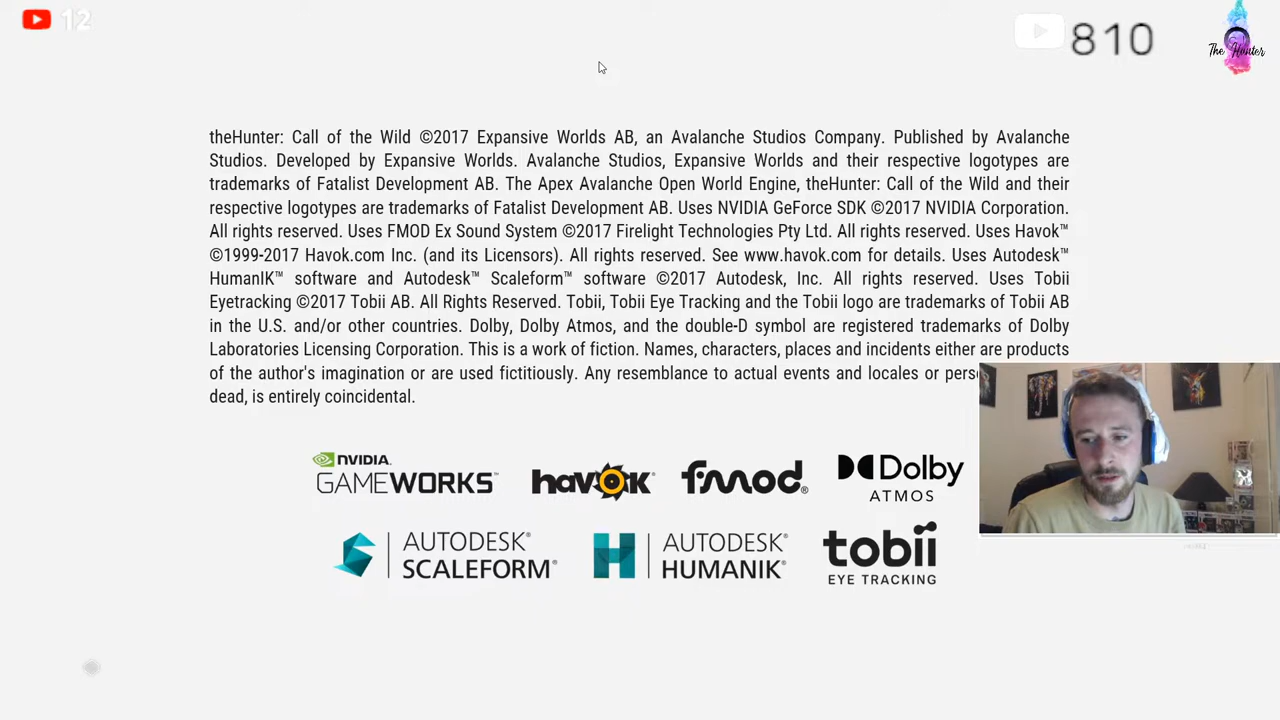 12
810
The Hunter
theHunter: Call of the Wild ©2017 Expansive Worlds AB, an Avalanche Studios Company. Published by Avalanche
Studios. Developed by Expansive Worlds. Avalanche Studios, Expansive Worlds and their respective logotypes are
trademarks of Fatalist Development AB. The Apex Avalanche Open World Engine, theHunter: Call of the Wild and their
respective logotypes are trademarks of Fatalist Development AB. Uses NVIDIA GeForce SDK ©2017 NVIDIA Corporation.
All rights reserved. Uses FMOD Ex Sound System ©2017 Firelight Technologies Pty Ltd. All rights reserved. Uses Havok™
©1999-2017 Havok.com Inc. (and its Licensors). All rights reserved. See www.havok.com for details. Uses Autodesk™
HumanIK™ software and Autodesk™ Scaleform™ software ©2017 Autodesk, Inc. All rights reserved. Uses Tobii
Eyetracking ©2017 Tobii AB. All Rights Reserved. Tobii, Tobii Eye Tracking and the Tobii logo are trademarks of Tobii AB
in the U.S. and/or other countries. Dolby, Dolby Atmos, and the double-D symbol are registered trademarks of Dolby
Laboratories Licensing Corporation. This is a work of fiction. Names, characters, places and incidents either are products
of the author's imagination or are used fictitiously. Any resemblance to actual events and locales or
dead, is entirely coincidental.
NVIDIA.
GAMEWORKS™
havok®
fmod®
Dolby
ATMOS
AUTODESK®
SCALEFORM®
AUTODESK®
HUMANIK®
tobii
EYE TRACKING